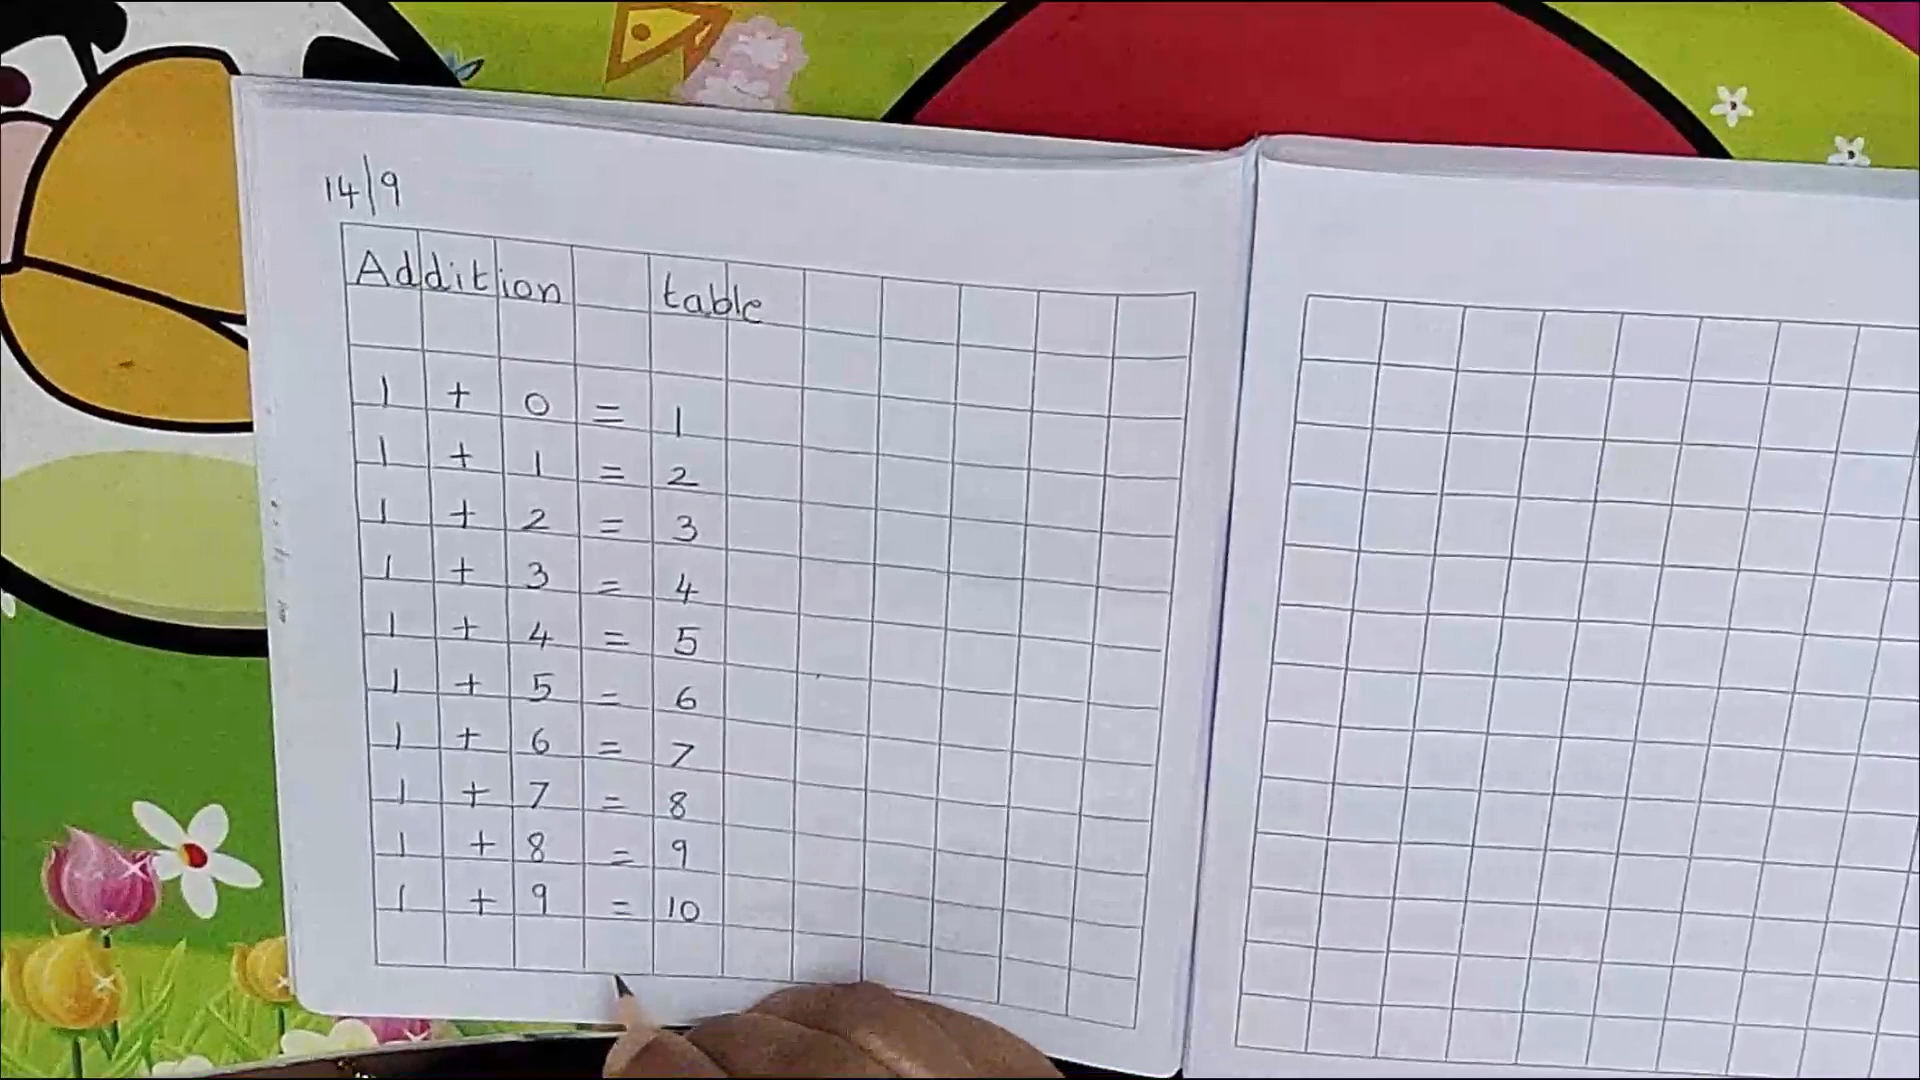 14|9
Addition table
1 + 0 = 1
1 + 1 = 2
1 + 2 = 3
1 + 3 = 4
1 + 4 = 5
1 + 5 = 6
1 + 6 = 7
1 + 7 = 8
1 + 8 = 9
1 + 9 = 10